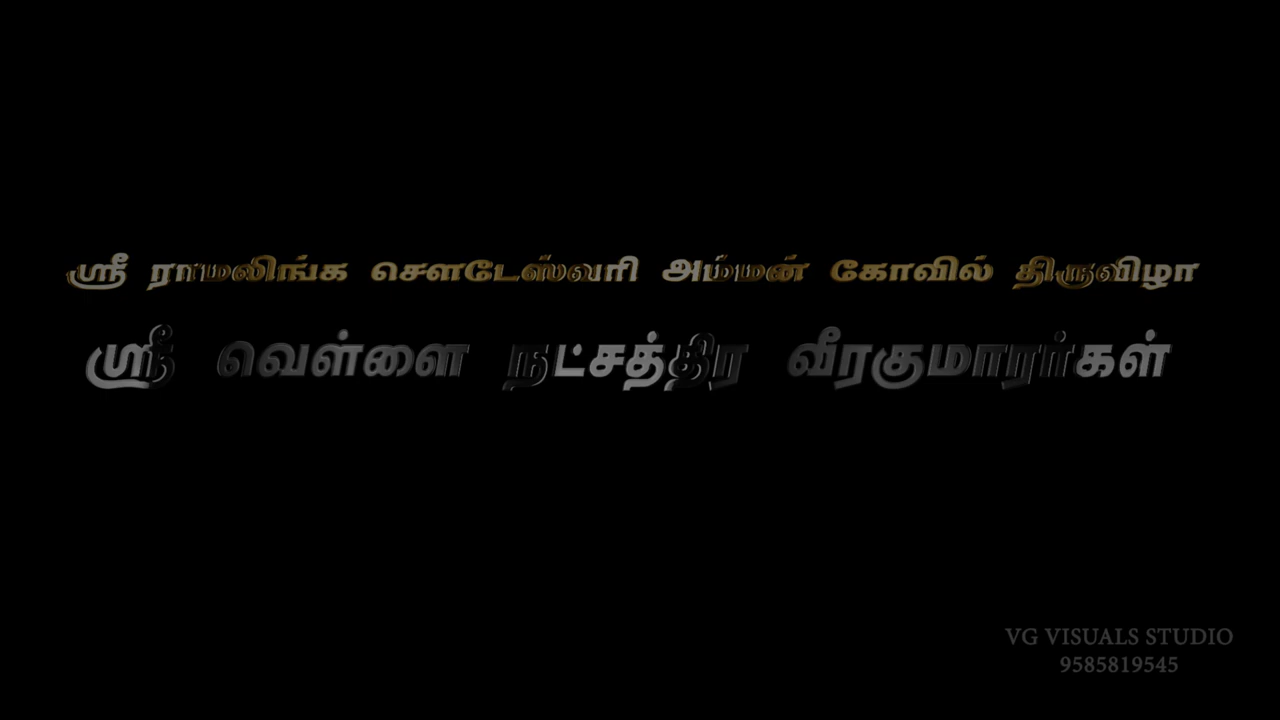 ஸ்ரீ ராமலிங்க சௌடேஸ்வரி அம்மன் கோவில் திருவிழா
ஸ்ரீ வெள்ளை நட்சத்திர வீரகுமாரர்கள்
VG VISUALS STUDIO
9585819545